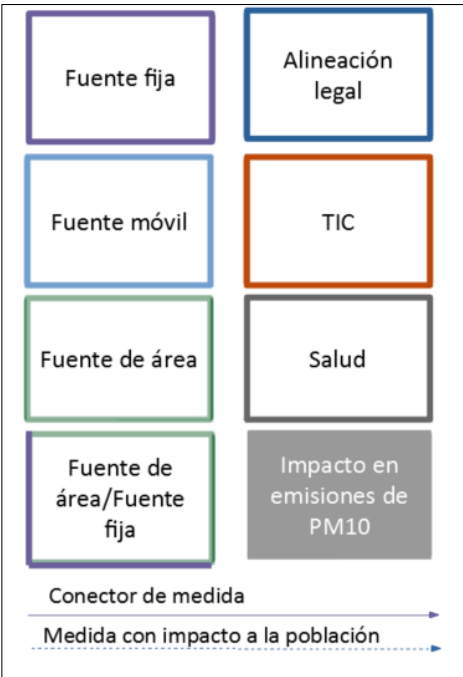 Fuente fija
Alineación
legal
Fuente móvil
TIC
Fuente de área
Salud
Fuente de
área/Fuente
fija
Impacto en
emisiones de
PM10
Conector de medida
Medida con impacto a la población